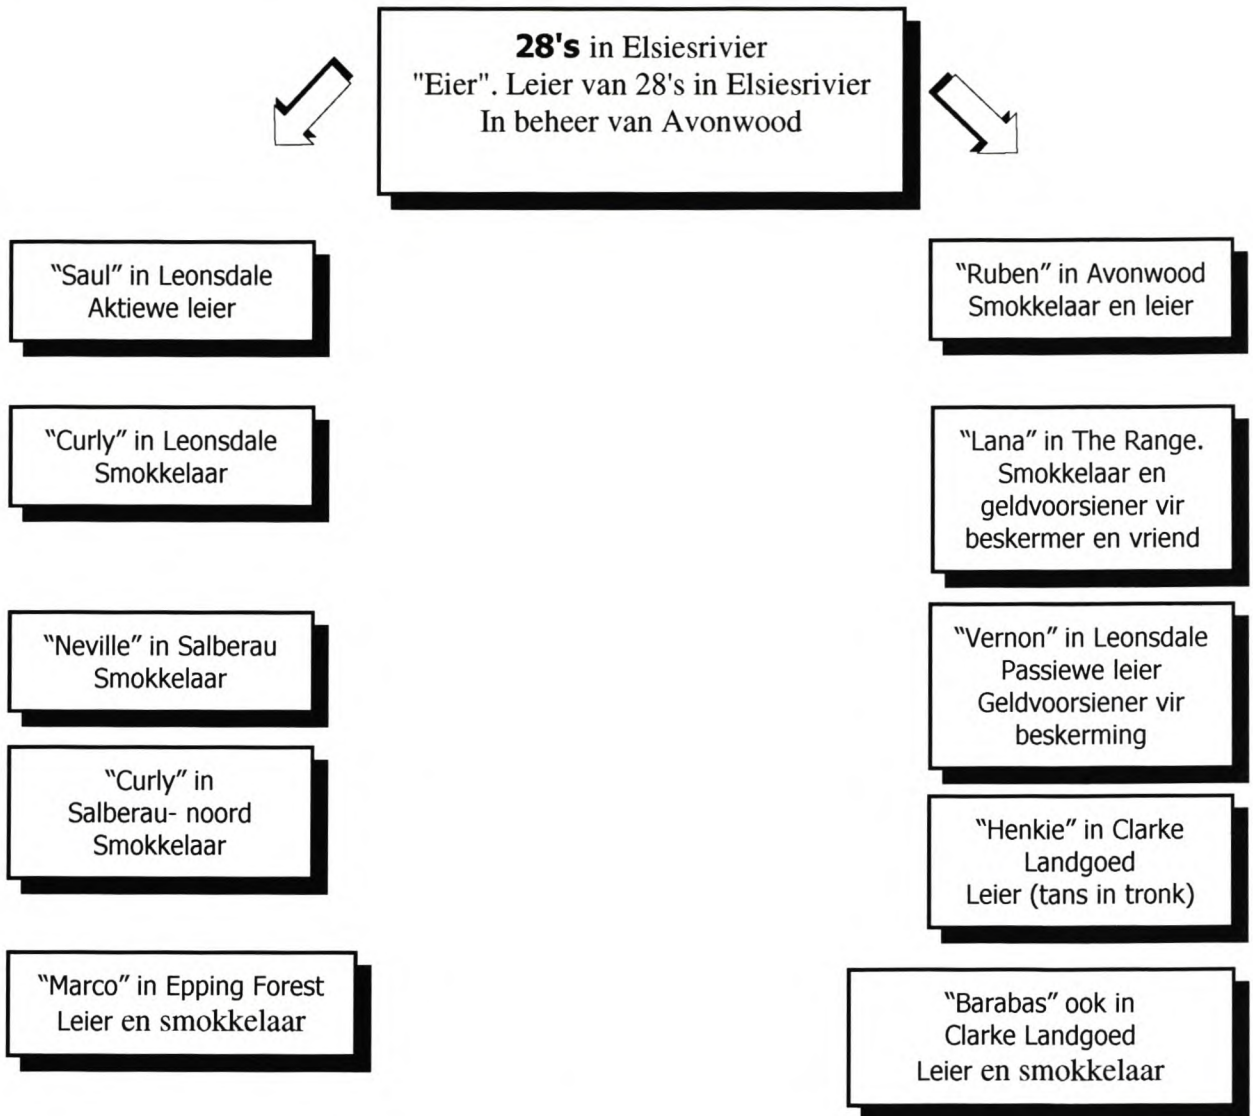 28's in Elsiesrivier
"Eier". Leier van 28's in Elsiesrivier
In beheer van Avonwood
"Saul" in Leonsdale
Aktiewe leier
"Curly" in Leonsdale
Smokkelaar
"Neville" in Salberau
Smokkelaar
"Curly" in
Salberau- noord
Smokkelaar
"Marco" in Epping Forest
Leier en smokkelaar
"Ruben" in Avonwood
Smokkelaar en leier
"Lana" in The Range.
Smokkelaar en
geldvoorsiener vir
beskermer en vriend
"Vernon" in Leonsdale
Passiewe leier
Geldvoorsiener vir
beskerming
"Henkie" in Clarke
Landgoed
Leier (tans in tronk)
"Barabas" ook in
Clarke Landgoed
Leier en smokkelaar